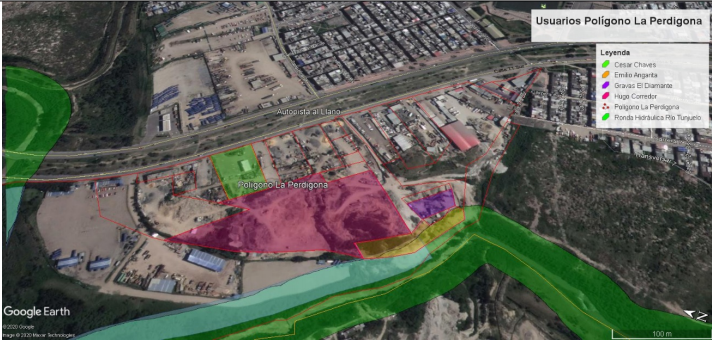 Usuarios Polígono La Perdigona
Leyenda
Cesar Chaves
Emilio Angarita
Gravas El Diamante
Hugo Corredor
Polígono La Perdigona
Ronda Hidráulica Río Tunjuelo
Autopista al Llano
Polígono La Perdigona
Google Earth
© 2020 Google
Image © 2020 Maxar Technologies
100 m